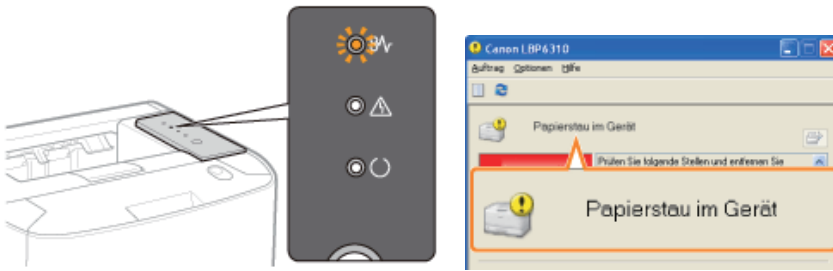 Canon LBP6310
Auftrag Optionen Hilfe
Papierstau im Gerät
Prüfen Sie folgende Stellen und entfernen Sie
Papierstau im Gerät